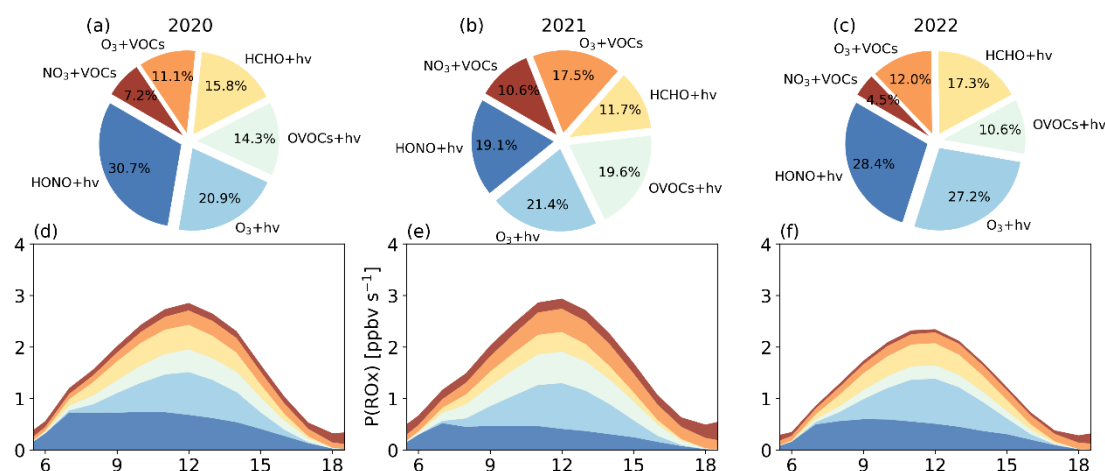 (a) 2020
O₃+VOCs
HCHO+hv
NO₃+VOCs
11.1%
15.8%
7.2%
14.3%
OVOCs+hv
30.7%
HONO+hv
20.9%
O₃+hv
(b) 2021
O₃+VOCs
NO₃+VOCs
17.5%
10.6%
HCHO+hv
11.7%
HONO+hv
19.1%
19.6%
OVOCs+hv
21.4%
O₃+hv
(c) 2022
O₃+VOCs
HCHO+hv
NO₃+VOCs
12.0%
17.3%
4.5%
10.6%
OVOCs+hv
28.4%
HONO+hv
27.2%
O₃+hv
(d)
4
3
2
1
0
6 9 12 15 18
(e)
P(ROx) [ppbv s⁻¹]
4
3
2
1
0
6 9 12 15 18
(f)
4
3
2
1
0
6 9 12 15 18